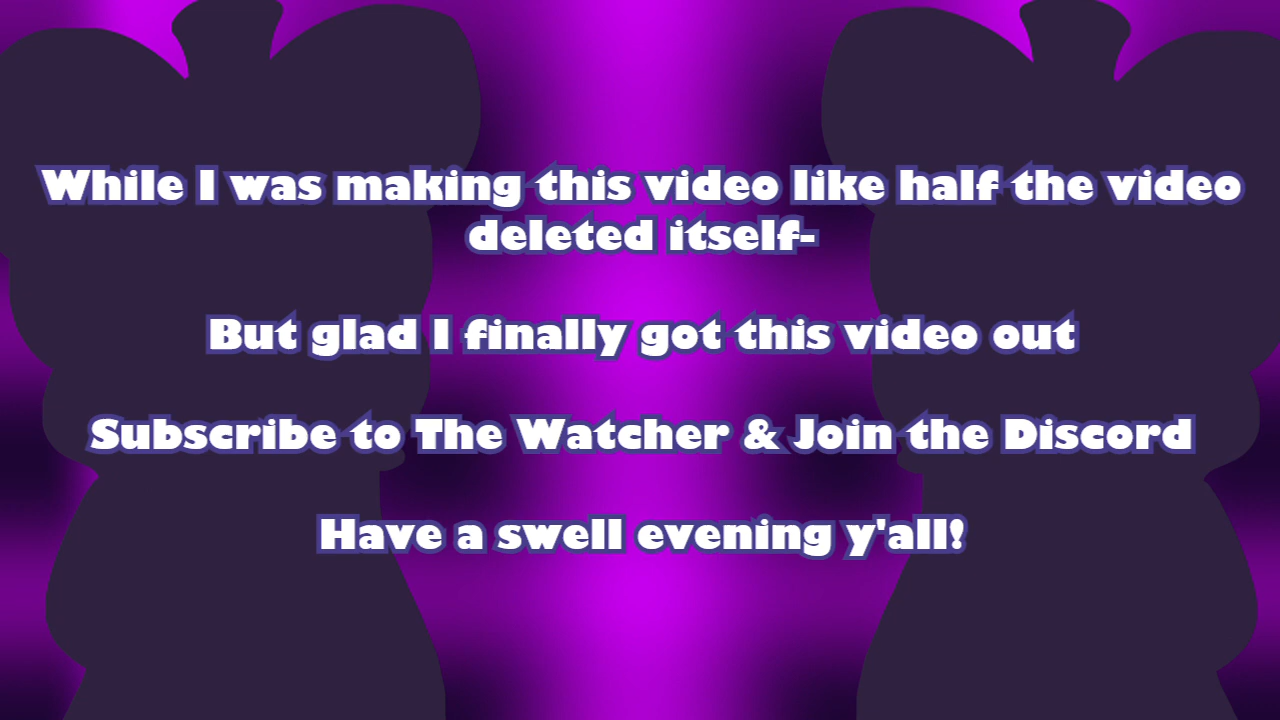 While I was making this video like half the video
deleted itself-
But glad I finally got this video out
Subscribe to The Watcher & Join the Discord
Have a swell evening y'all!